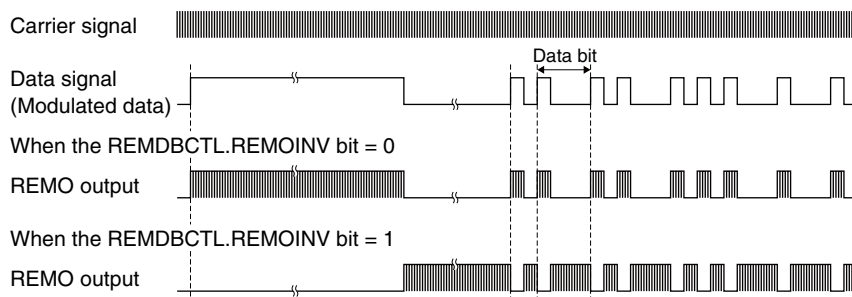 Carrier signal
Data bit
Data signal
(Modulated data)
When the REMDBCTL.REMOINV bit = 0
REMO output
When the REMDBCTL.REMOINV bit = 1
REMO output